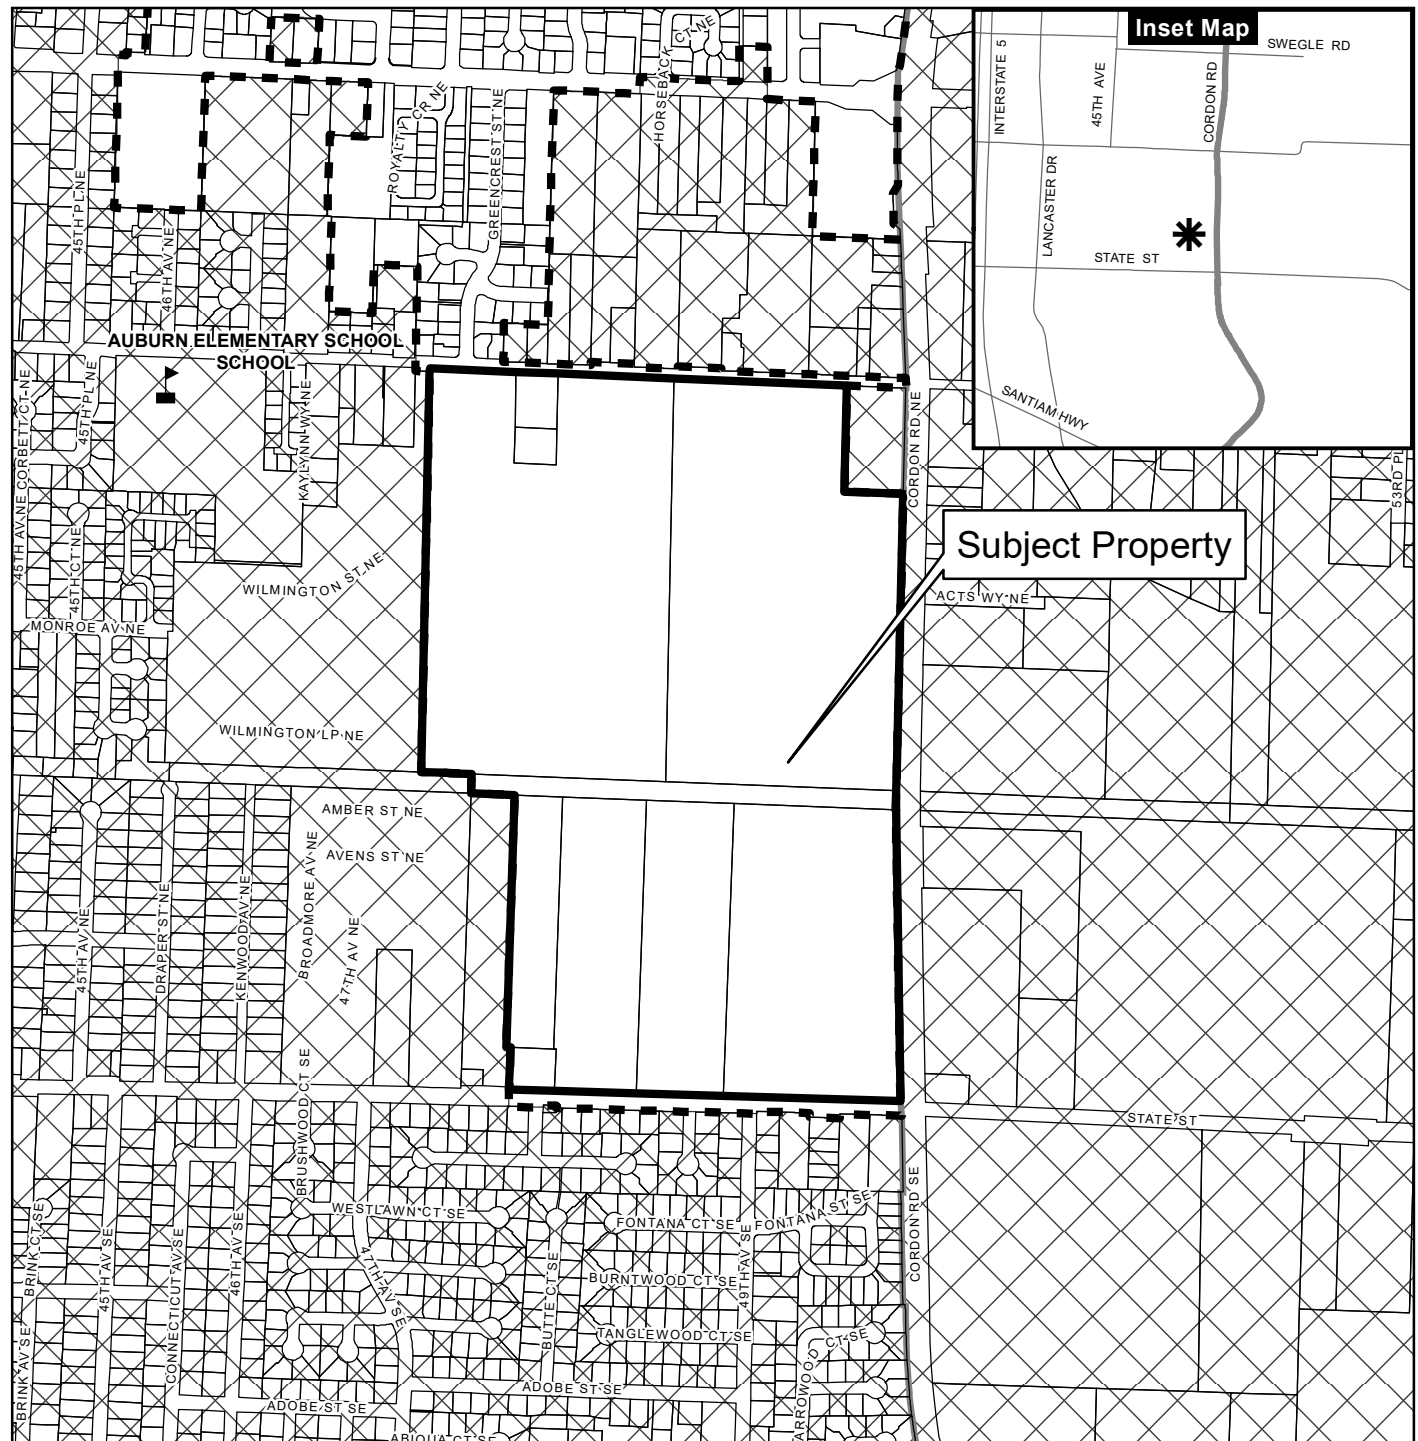 Inset Map
SWEGLE RD
INTERSTATE 5
45TH AVE
CORDON RD
LANCASTER DR
STATE ST
SANTIAM HWY
HORSEBACK CT NE
ROYALTY CR NE
GREENCREST ST NE
45TH PL NE
46TH AV NE
AUBURN ELEMENTARY SCHOOL
SCHOOL
45TH PL NE
CORBETT CT NE
45TH AV NE
KAYLYNN WY NE
CORDON RD NE
53RD PL
Subject Property
45TH CT NE
WILMINGTON ST NE
ACTS WY NE
MONROE AV NE
WILMINGTON LP NE
AMBER ST NE
AVENS ST NE
BROADMORE AV NE
45TH AV NE
DRAPER ST NE
KENWOOD AV NE
47TH AV NE
BRUSHWOOD CT SE
STATE ST
WESTLAWN CT SE
FONTANA CT SE
FONTANA ST SE
CORDON RD SE
BRINK CT SE
45TH AV SE
CONNECTICUT AV SE
46TH AV SE
47TH AV SE
BUTTE CT SE
BURNTWOOD CT SE
49TH AV SE
TANGLEWOOD CT SE
BRINK AV SE
ARROWOOD CT SE
ADOBE ST SE
ADOBE ST SE
ABIQUA CT SE